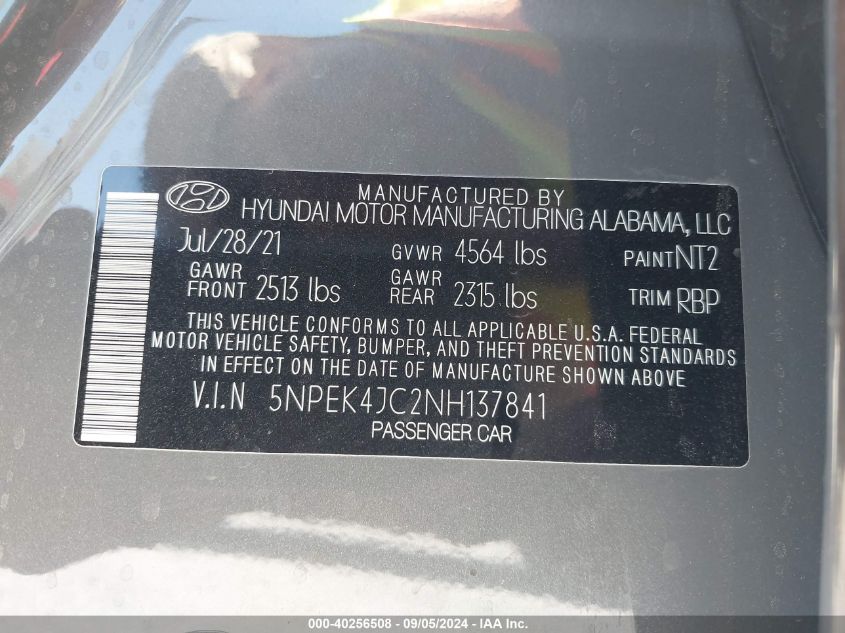 MANUFACTURED BY
HYUNDAI MOTOR MANUFACTURING ALABAMA, LLC
Jul/28/21 GVWR 4564 lbs PAINT NT2
GAWR FRONT 2513 lbs GAWR REAR 2315 lbs TRIM RBP
THIS VEHICLE CONFORMS TO ALL APPLICABLE U.S.A. FEDERAL
MOTOR VEHICLE SAFETY, BUMPER, AND THEFT PREVENTION STANDARDS
IN EFFECT ON THE DATE OF MANUFACTURE SHOWN ABOVE
V.I.N 5NPEK4JC2NH137841
PASSENGER CAR
000-40256508 - 09/05/2024 - IAA Inc.